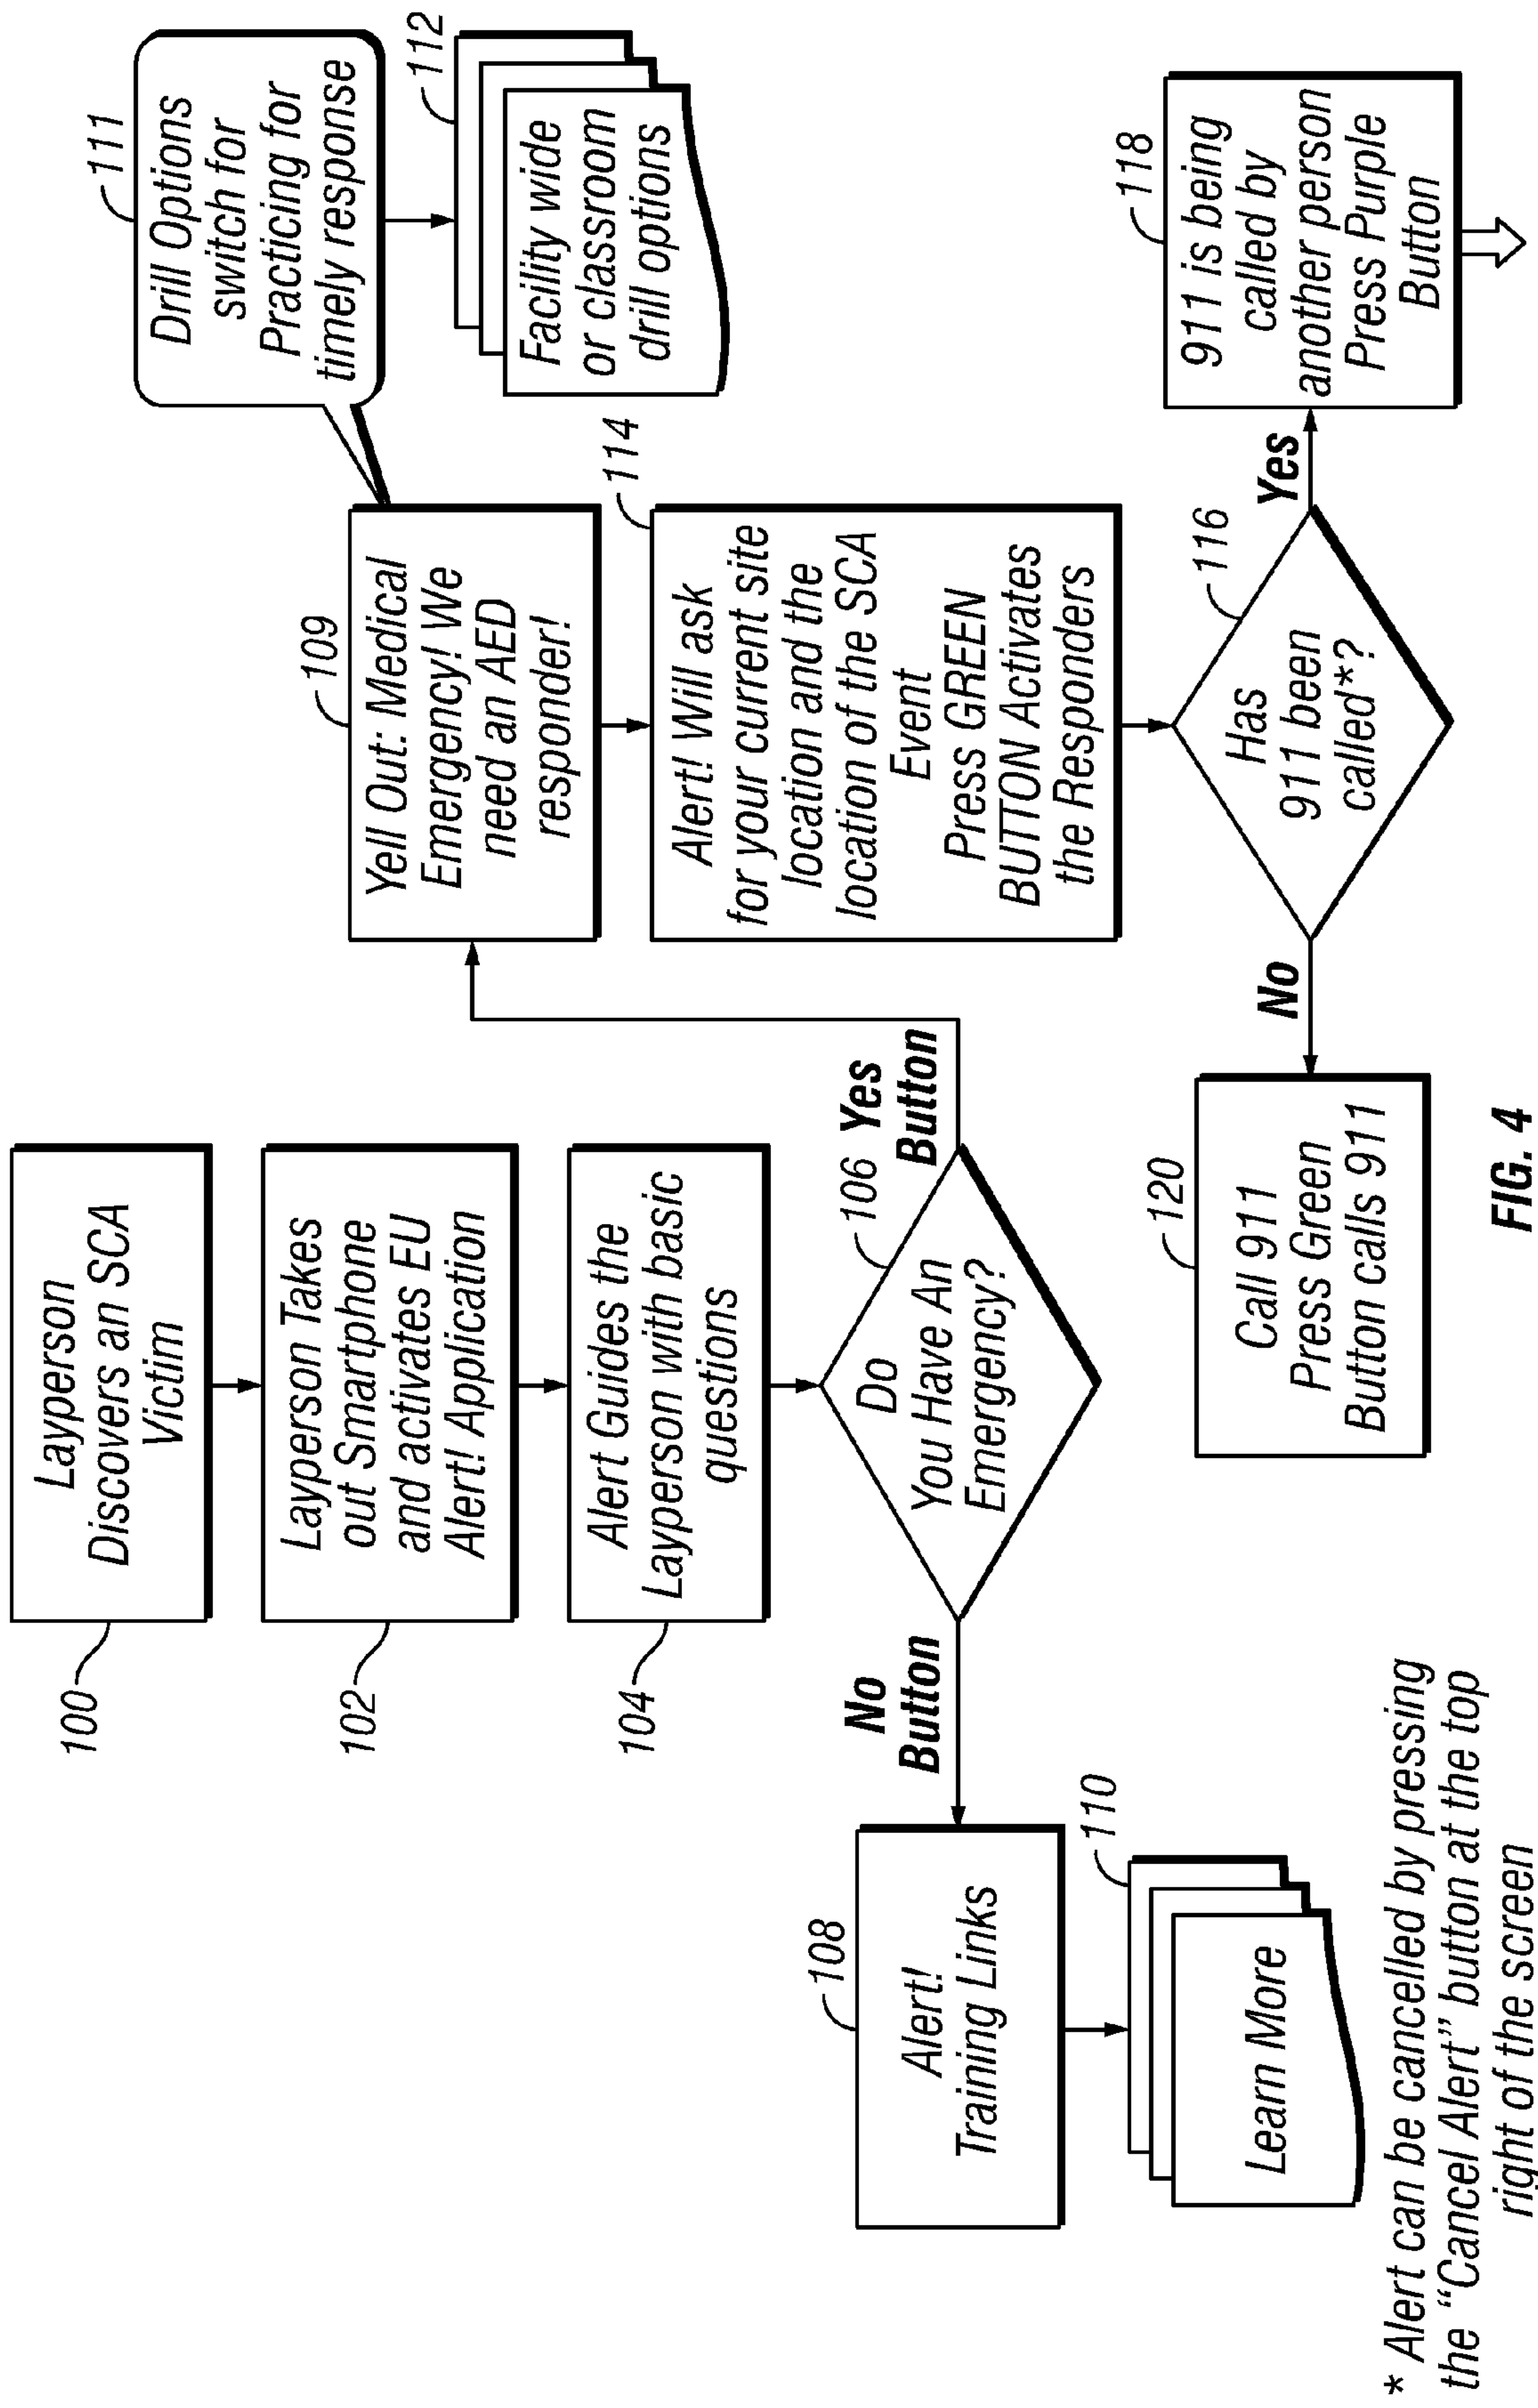 100
Layperson
Discovers an SCA
Victim
102
Layperson Takes
out Smartphone
and activates EU
Alert! Application
104
Alert Guides the
Layperson with basic
questions
106
Do
You Have An
Emergency?
No
Button
Yes
Button
108
Alert!
Training Links
110
Learn More
109
Yell Out: Medical
Emergency! We
need an AED
responder!
111
Drill Options
switch for
Practicing for
timely response
112
Facility wide
or classroom
drill options
114
Alert! Will ask
for your current site
location and the
location of the SCA
Event
Press GREEN
BUTTON Activates
the Responders
116
Has
911 been
called*?
No
Yes
118
911 is being
called by
another person
Press Purple
Button
120
Call 911
Press Green
Button calls 911
* Alert can be cancelled by pressing
the “Cancel Alert” button at the top
right of the screen
FIG. 4